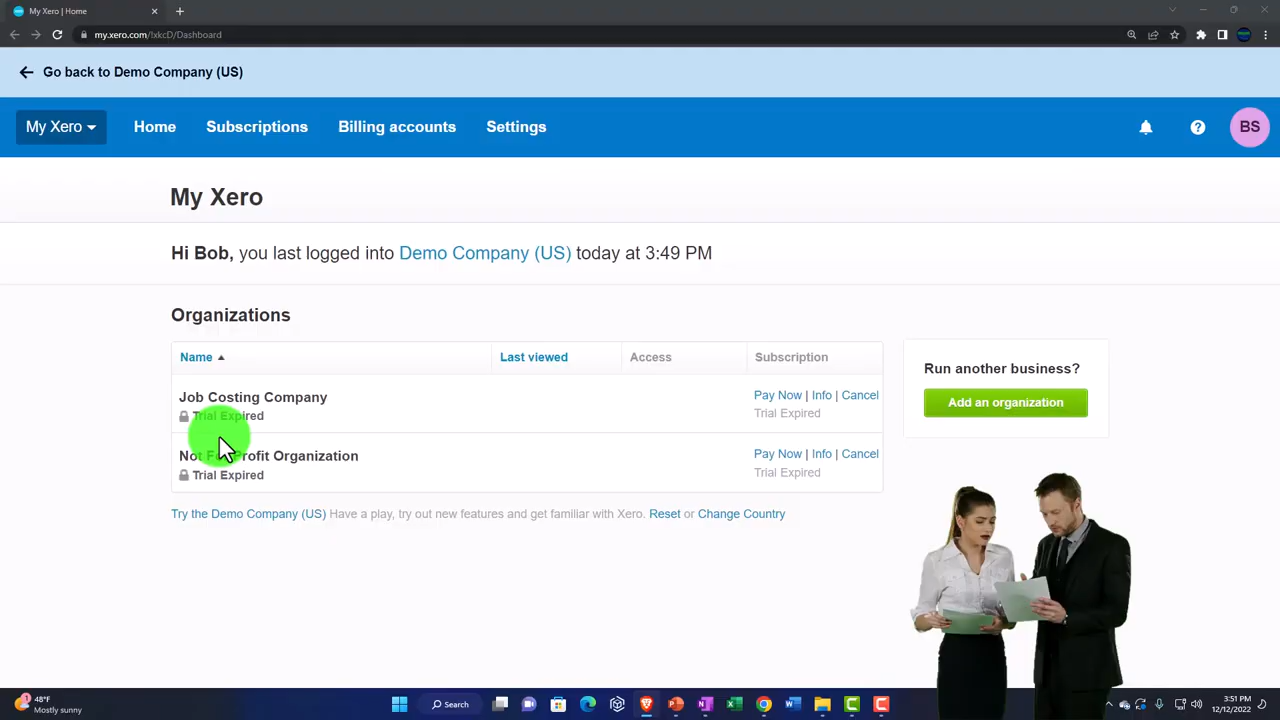 My Xero | Home
my.xero.com/!xkcD/Dashboard
Go back to Demo Company (US)
My Xero Home Subscriptions Billing accounts Settings BS
My Xero
Hi Bob, you last logged into Demo Company (US) today at 3:49 PM
Organizations
Name Last viewed Access Subscription
Job Costing Company Pay Now | Info | Cancel
Trial Expired Trial Expired
Not For Profit Organization Pay Now | Info | Cancel
Trial Expired Trial Expired
Run another business?
Add an organization
Try the Demo Company (US) Have a play, try out new features and get familiar with Xero. Reset or Change Country
1 48°F
Mostly sunny
Search
3:51 PM
12/12/2022